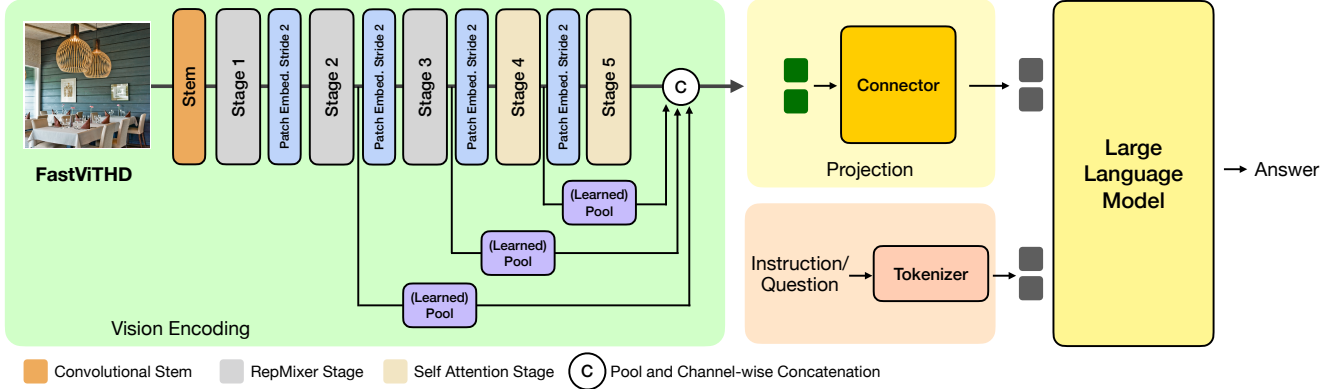 FastViTHD
Stem
Stage 1
Patch Embed. Stride 2
Stage 2
Patch Embed. Stride 2
Stage 3
Patch Embed. Stride 2
Stage 4
Patch Embed. Stride 2
Stage 5
C
(Learned)
Pool
(Learned)
Pool
(Learned)
Pool
Vision Encoding
Connector
Projection
Instruction/
Question
Tokenizer
Large
Language
Model
Answer
Convolutional Stem
RepMixer Stage
Self Attention Stage
C
Pool and Channel-wise Concatenation